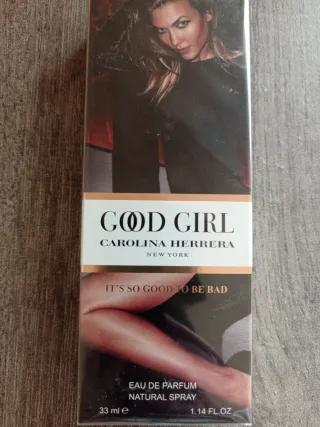 GOOD GIRL
CAROLINA HERRERA
NEW YORK
IT'S SO GOOD TO BE BAD
EAU DE PARFUM
NATURAL SPRAY
33 ml e 1.14 FL.OZ